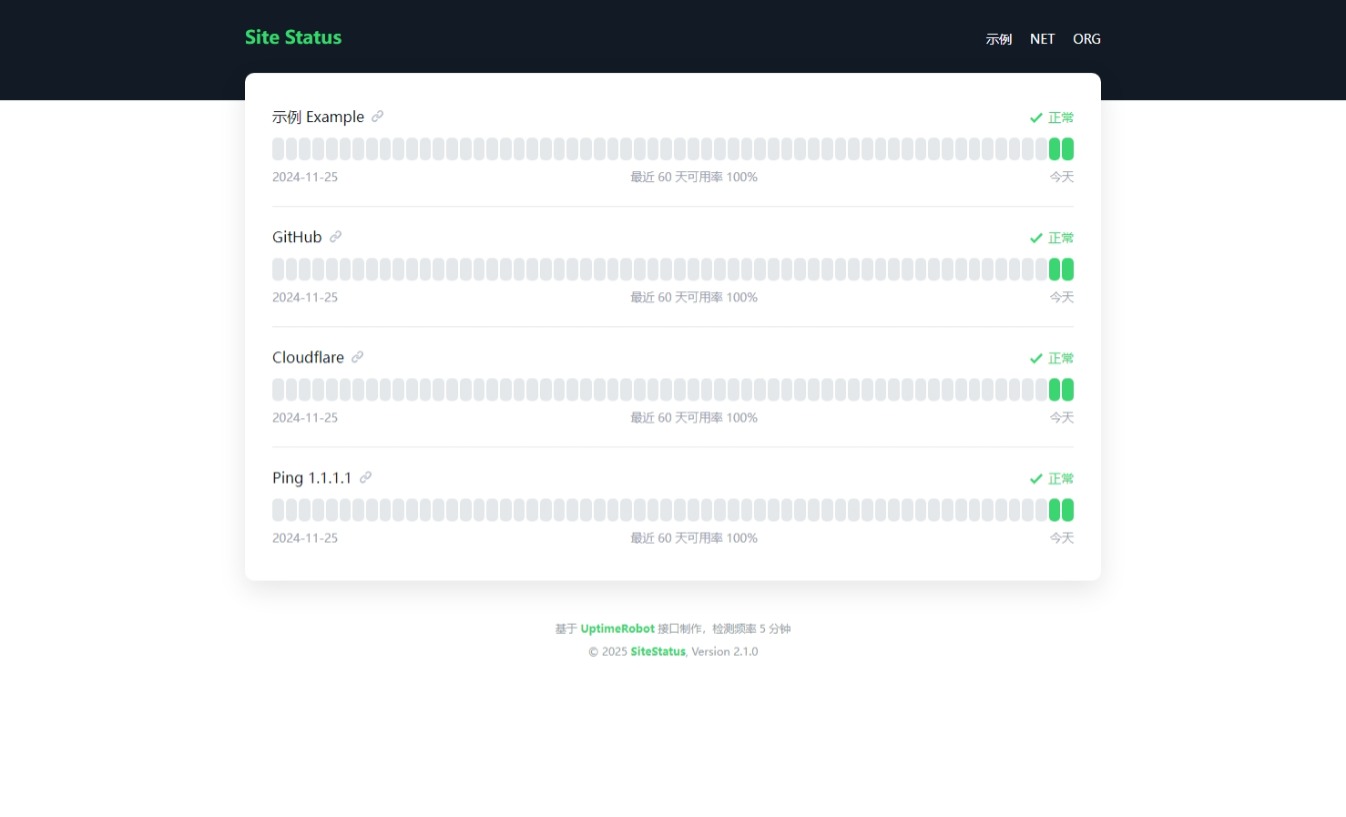 Site Status
示例 NET ORG
示例 Example 正常
2024-11-25 最近 60 天可用率 100% 今天
GitHub 正常
2024-11-25 最近 60 天可用率 100% 今天
Cloudflare 正常
2024-11-25 最近 60 天可用率 100% 今天
Ping 1.1.1.1 正常
2024-11-25 最近 60 天可用率 100% 今天
基于 UptimeRobot 接口制作，检测频率 5 分钟
© 2025 SiteStatus, Version 2.1.0